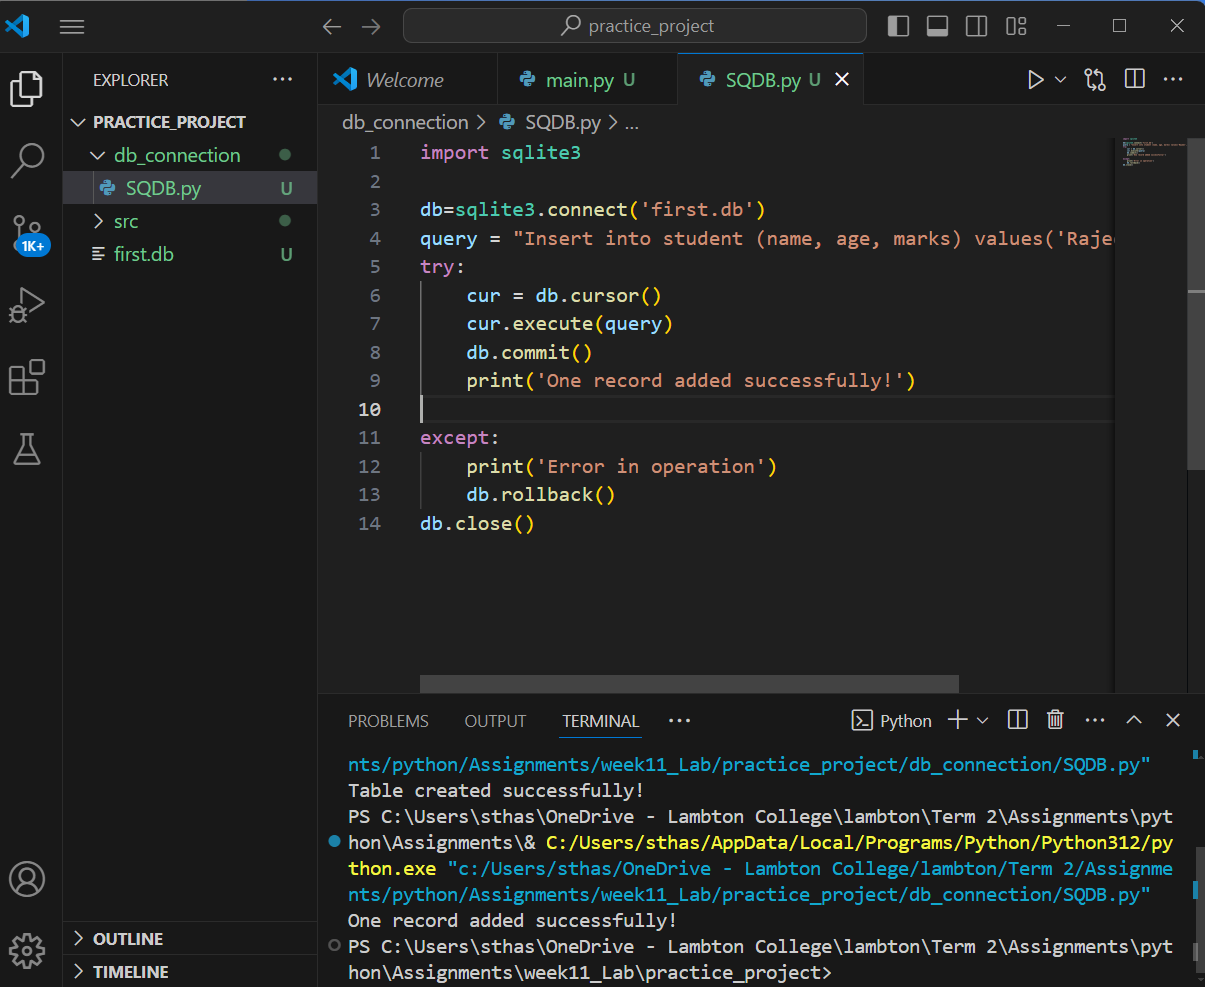 practice_project
EXPLORER
PRACTICE_PROJECT
db_connection
SQDB.py U
src
first.db U
1K+
OUTLINE
TIMELINE
Welcome
main.py U
SQDB.py U
db_connection > SQDB.py > ...
1 import sqlite3
2
3 db=sqlite3.connect('first.db')
4 query = "Insert into student (name, age, marks) values('Raje
5 try:
6 cur = db.cursor()
7 cur.execute(query)
8 db.commit()
9 print('One record added successfully!')
10
11 except:
12 print('Error in operation')
13 db.rollback()
14 db.close()
PROBLEMS OUTPUT TERMINAL
Python
nts/python/Assignments/week11_Lab/practice_project/db_connection/SQDB.py"
Table created successfully!
PS C:\Users\sthas\OneDrive - Lambton College\lambton\Term 2\Assignments\pyt
hon\Assignments\& C:/Users/sthas/AppData/Local/Programs/Python/Python312/py
thon.exe "c:/Users/sthas/OneDrive - Lambton College/lambton/Term 2/Assignme
nts/python/Assignments/week11_Lab/practice_project/db_connection/SQDB.py"
One record added successfully!
PS C:\Users\sthas\OneDrive - Lambton College\lambton\Term 2\Assignments\pyt
hon\Assignments\week11_Lab\practice_project>